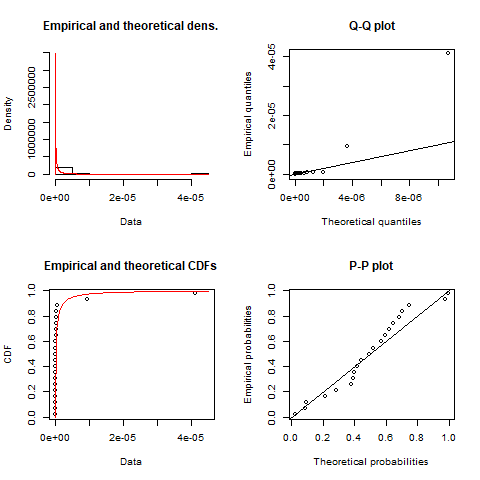 Empirical and theoretical dens.
Density
0 1000000 2500000
0e+00 2e-05 4e-05
Data
Q-Q plot
Empirical quantiles
0e+00 2e-05 4e-05
0e+00 4e-06 8e-06
Theoretical quantiles
Empirical and theoretical CDFs
CDF
0.0 0.2 0.4 0.6 0.8 1.0
0e+00 2e-05 4e-05
Data
P-P plot
Empirical probabilities
0.0 0.2 0.4 0.6 0.8 1.0
0.0 0.2 0.4 0.6 0.8 1.0
Theoretical probabilities